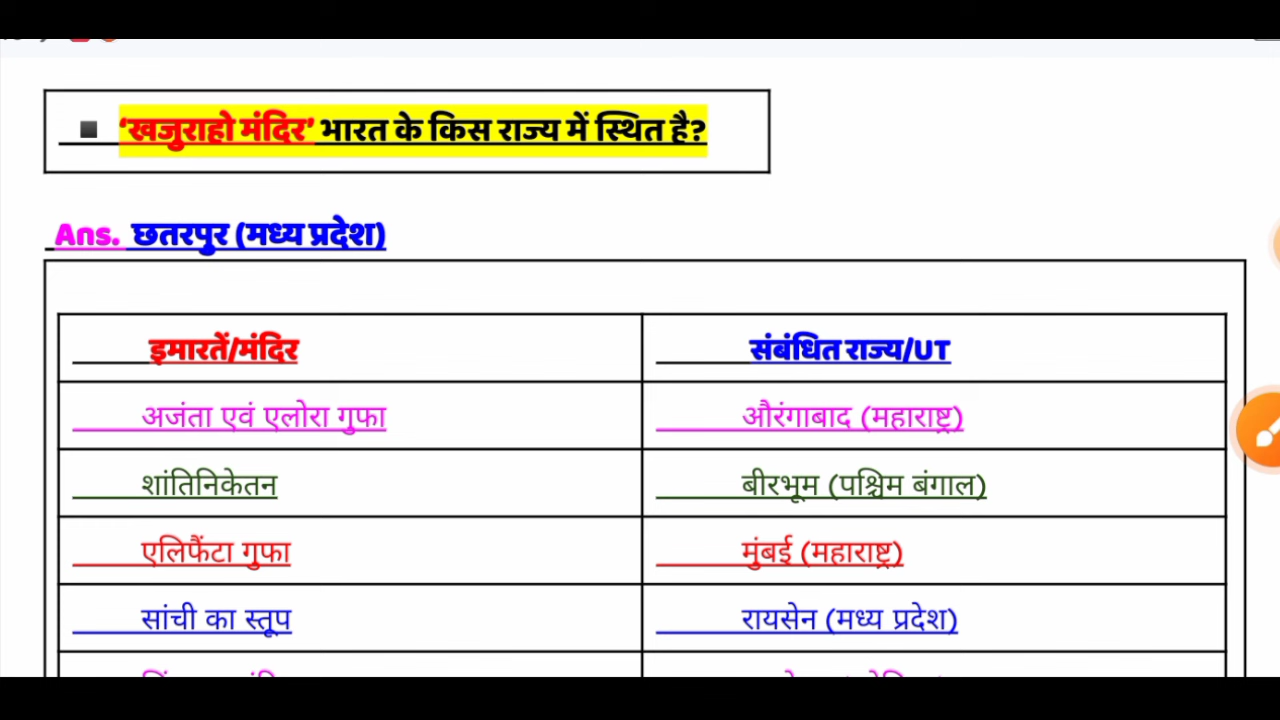 ▪ ‘खजुराहो मंदिर’ भारत के किस राज्य में स्थित है?
Ans. छतरपुर (मध्य प्रदेश)
इमारतें/मंदिर संबंधित राज्य/UT
अजंता एवं एलोरा गुफा औरंगाबाद (महाराष्ट्र)
शांतिनिकेतन बीरभूम (पश्चिम बंगाल)
एलिफैंटा गुफा मुंबई (महाराष्ट्र)
सांची का स्तूप रायसेन (मध्य प्रदेश)